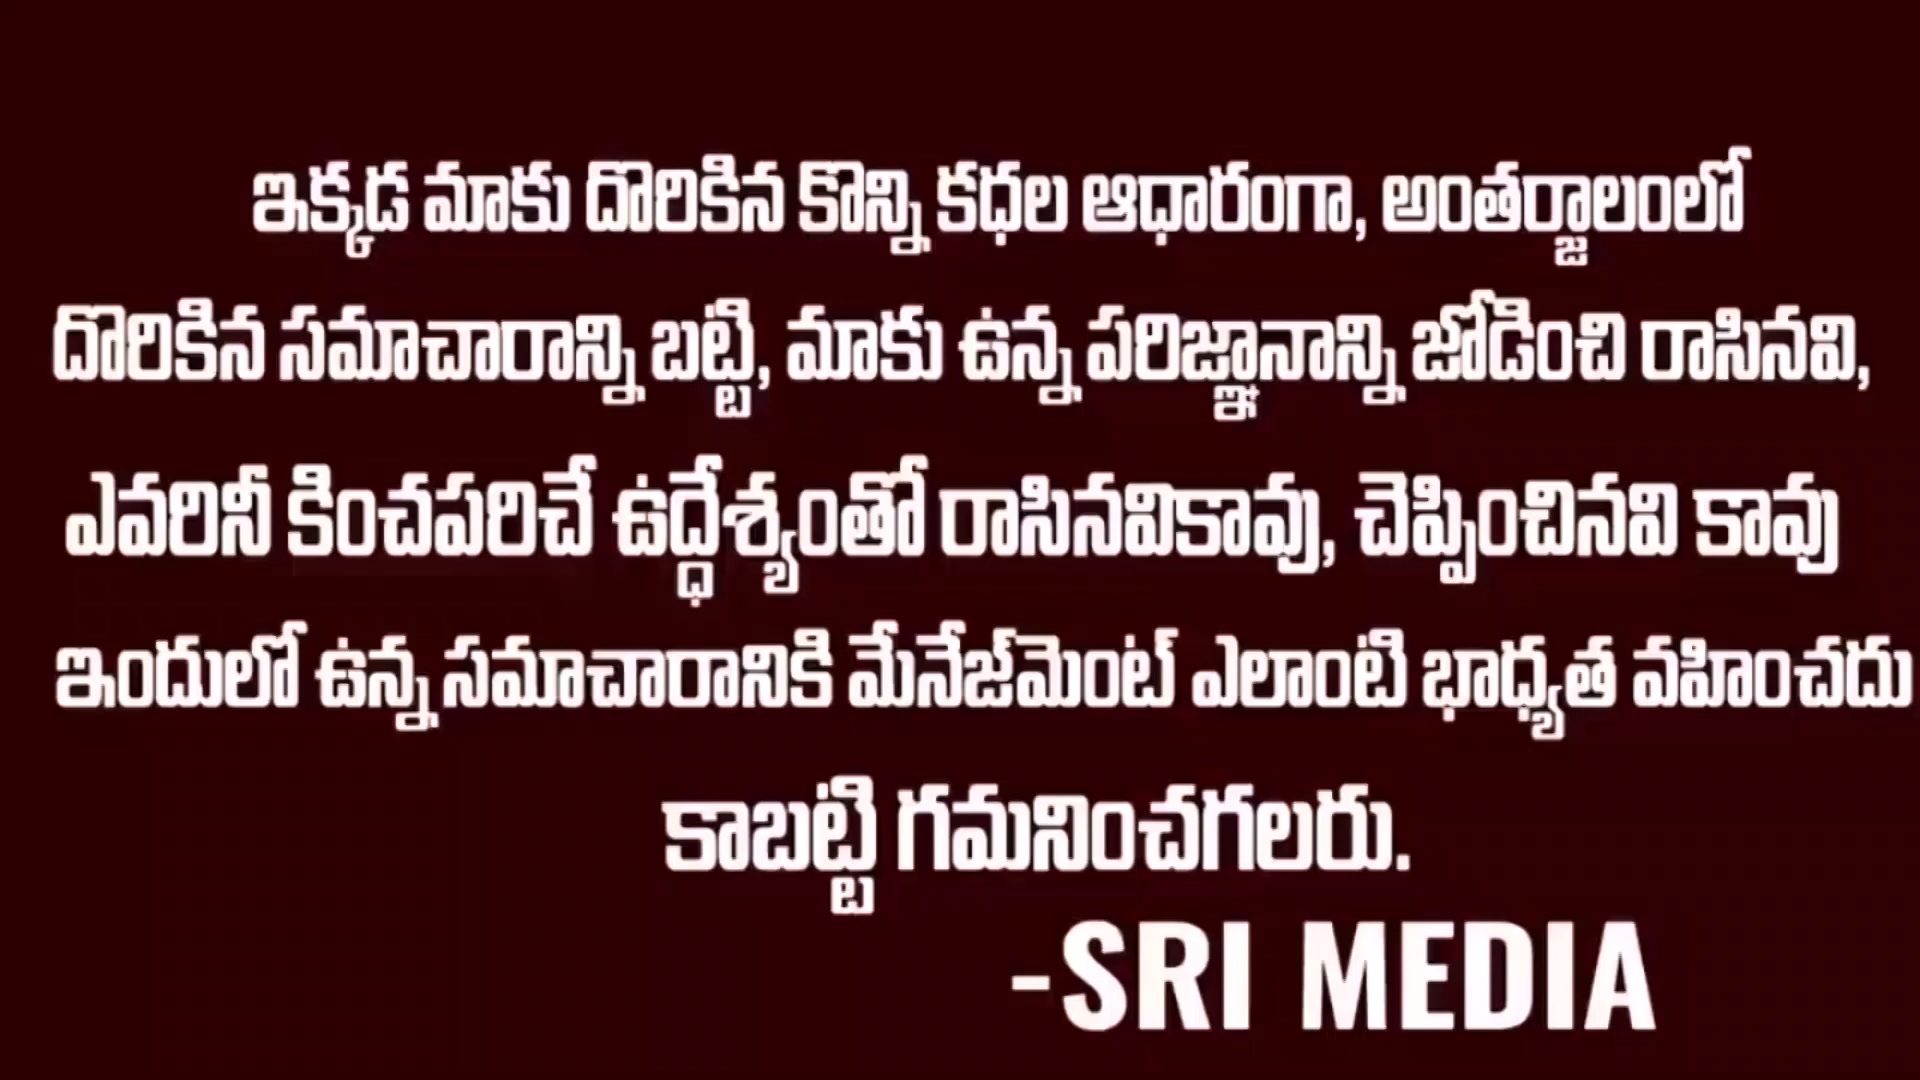 ఇక్కడ మాకు దొరికిన కొన్ని కధల ఆధారంగా, అంతర్జాలంలో
దొరికిన సమాచారాన్ని బట్టి, మాకు ఉన్న పరిజ్ఞానాన్ని జోడించి రాసినవి,
ఎవరినీ కించపరిచే ఉద్ధేశ్యంతో రాసినవికావు, చెప్పించినవి కావు
ఇందులో ఉన్న సమాచారానికి మేనేజ్‌మెంట్ ఎలాంటి భాధ్యత వహించదు
కాబట్టి గమనించగలరు.
-SRI MEDIA